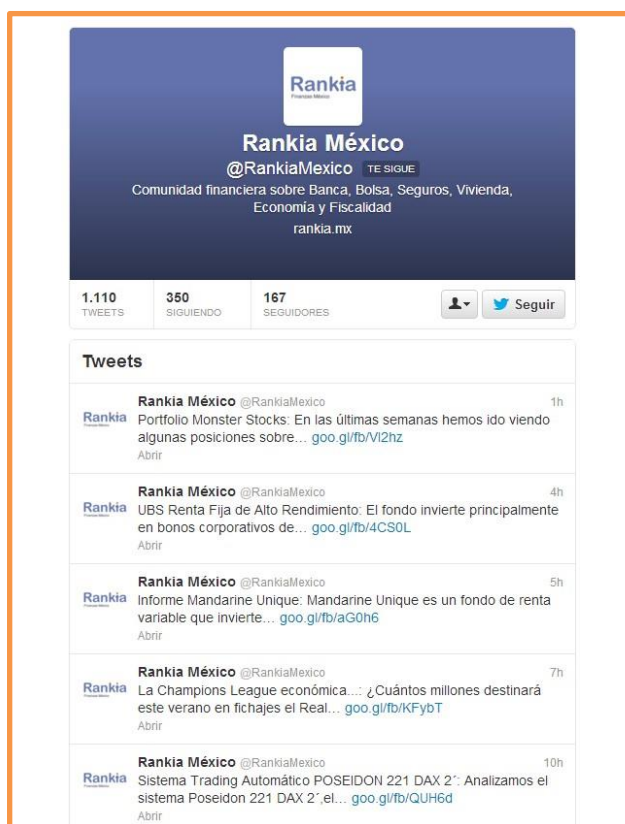 Rankia
Finanzas México
Rankia México
@RankiaMexico TE SIGUE
Comunidad financiera sobre Banca, Bolsa, Seguros, Vivienda,
Economía y Fiscalidad
rankia.mx
1.110 350 167
TWEETS SIGUIENDO SEGUIDORES
Seguir
Tweets
Rankia México @RankiaMexico 1h
Rankia
Portfolio Monster Stocks: En las últimas semanas hemos ido viendo
algunas posiciones sobre… goo.gl/fb/Vl2hz
Abrir
Rankia México @RankiaMexico 4h
Rankia
UBS Renta Fija de Alto Rendimiento: El fondo invierte principalmente
en bonos corporativos de… goo.gl/fb/4CS0L
Abrir
Rankia México @RankiaMexico 5h
Rankia
Informe Mandarine Unique: Mandarine Unique es un fondo de renta
variable que invierte… goo.gl/fb/aG0h6
Abrir
Rankia México @RankiaMexico 7h
Rankia
La Champions League económica...: ¿Cuántos millones destinará
este verano en fichajes el Real… goo.gl/fb/KFybT
Abrir
Rankia México @RankiaMexico 10h
Rankia
Sistema Trading Automático POSEIDON 221 DAX 2´: Analizamos el
sistema Poseidon 221 DAX 2´,el… goo.gl/fb/QUH6d
Abrir